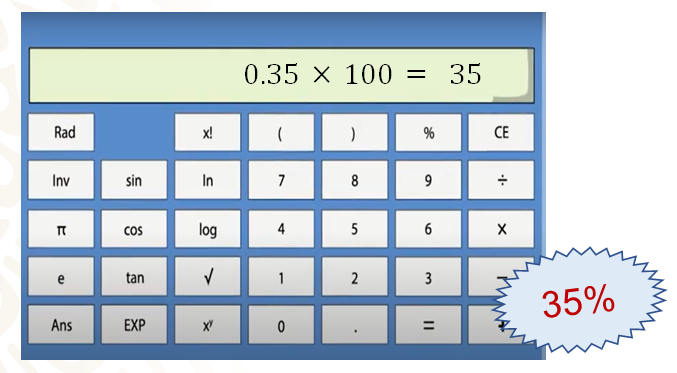 0.35 × 100 = 35
Rad x! ( ) % CE
Inv sin ln 7 8 9 ÷
π cos log 4 5 6 x
e tan √ 1 2 3 −
Ans EXP xʸ 0 . = +
35%